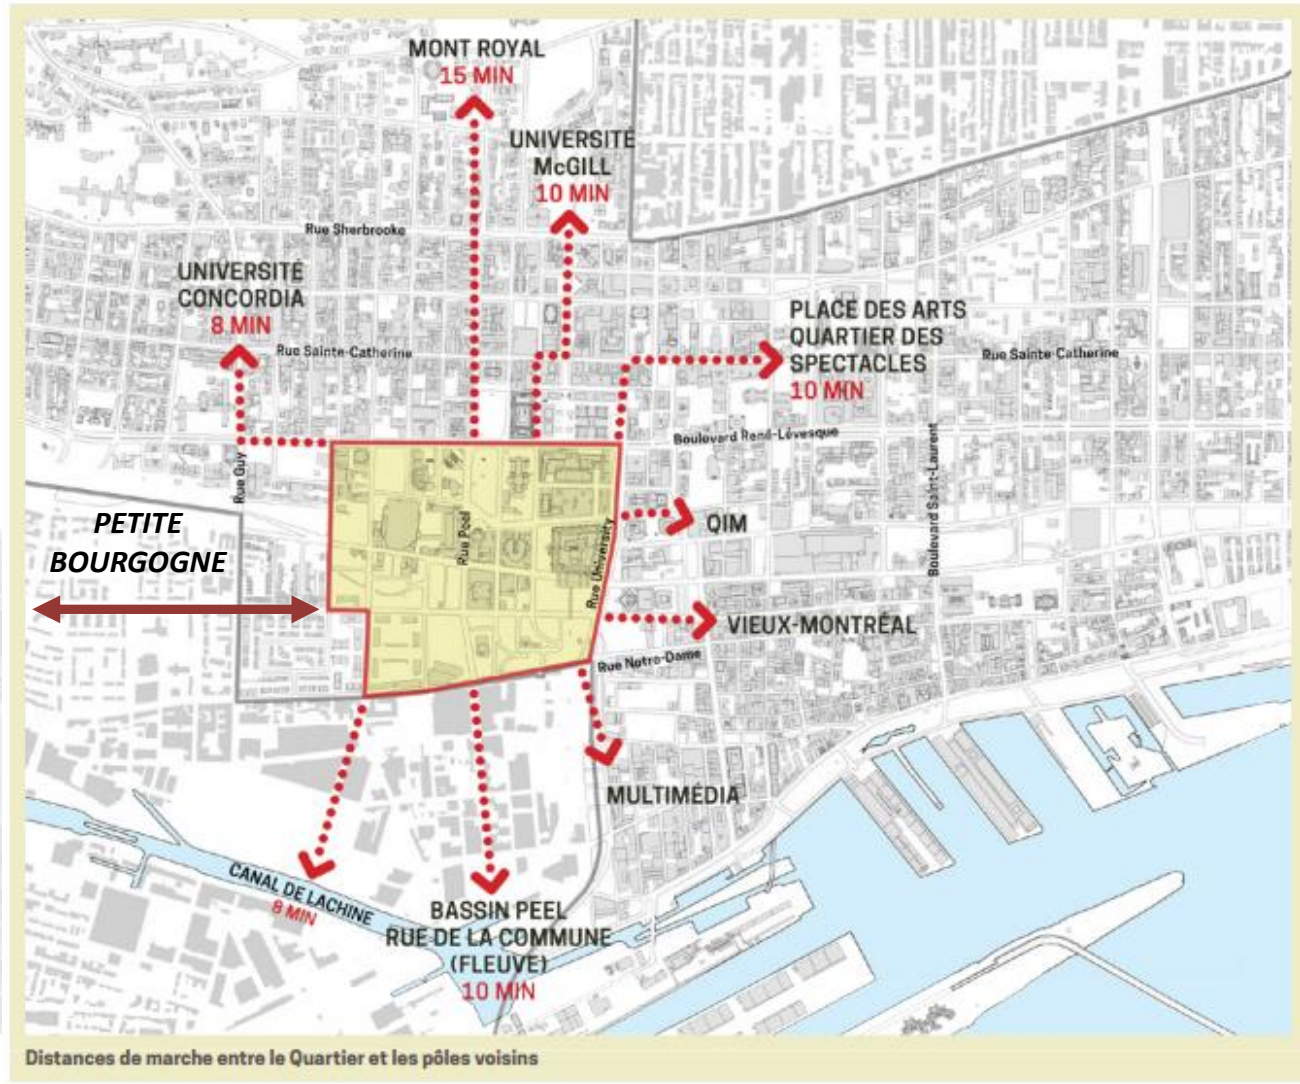 MONT ROYAL
15 MIN
UNIVERSITÉ
McGILL
10 MIN
Rue Sherbrooke
UNIVERSITÉ
CONCORDIA
8 MIN
Rue Sainte-Catherine
PLACE DES ARTS
QUARTIER DES
SPECTACLES
10 MIN
Rue Sainte-Catherine
Boulevard René-Lévesque
Rue Guy
Boulevard Saint-Laurent
PETITE
BOURGOGNE
Rue Peel
Rue University
QIM
VIEUX-MONTRÉAL
Rue Notre-Dame
MULTIMÉDIA
CANAL DE LACHINE
8 MIN
BASSIN PEEL
RUE DE LA COMMUNE
(FLEUVE)
10 MIN
Distances de marche entre le Quartier et les pôles voisins